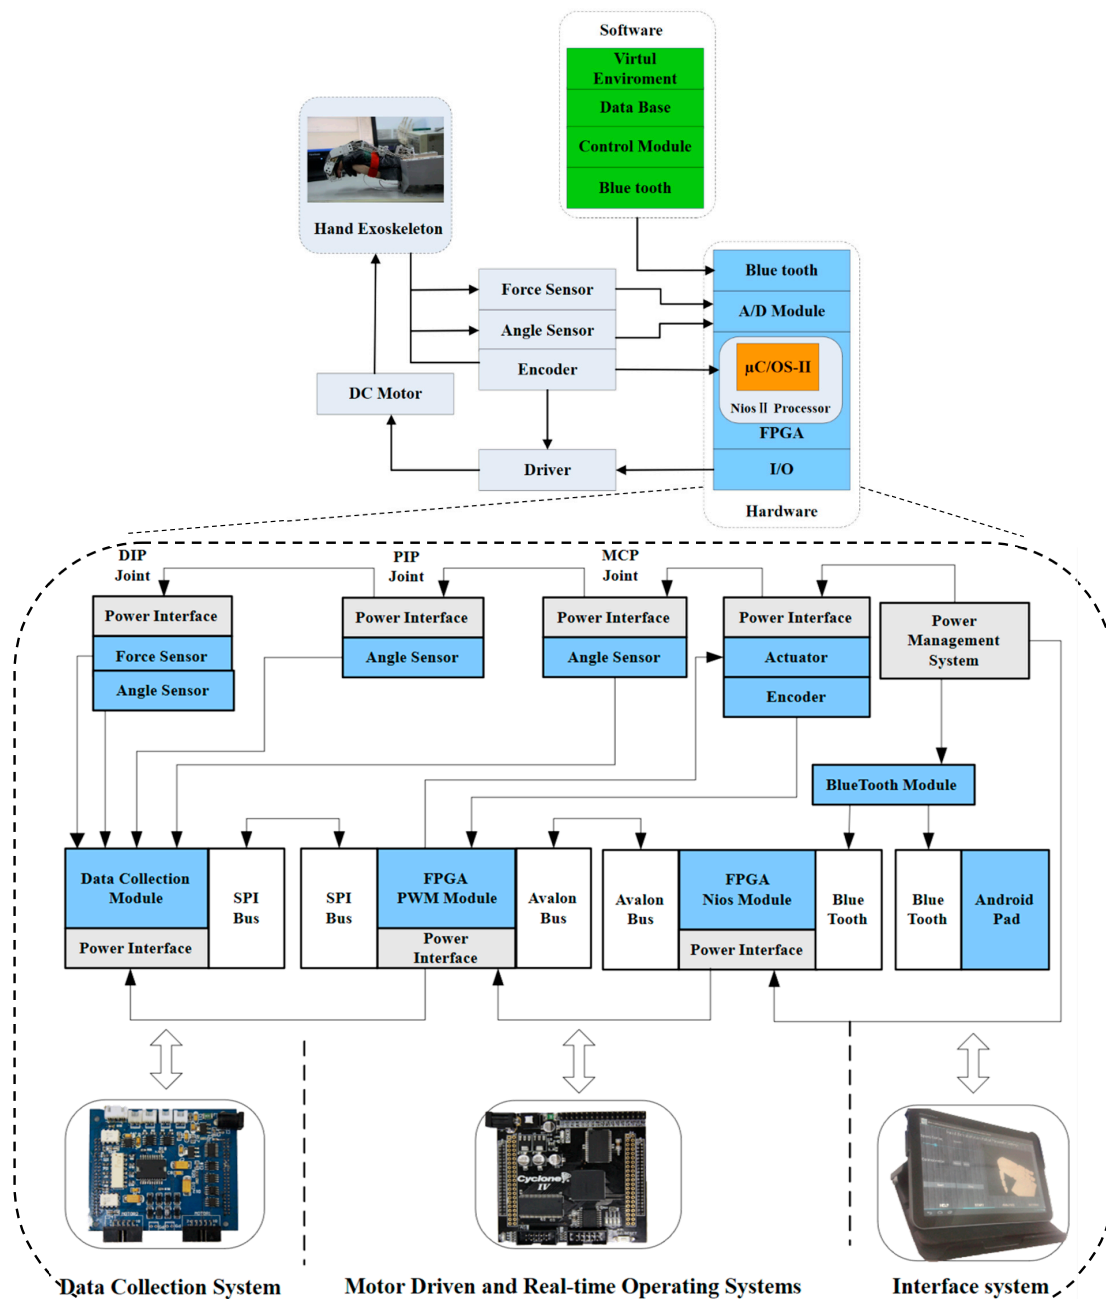 Software
Virtul
Enviroment
Data Base
Control Module
Blue tooth
Hand Exoskeleton
Force Sensor
Angle Sensor
Encoder
DC Motor
Driver
Blue tooth
A/D Module
μC/OS-II
Nios II Processor
FPGA
I/O
Hardware
DIP
Joint
PIP
Joint
MCP
Joint
Power Interface
Force Sensor
Angle Sensor
Power Interface
Angle Sensor
Power Interface
Angle Sensor
Power Interface
Actuator
Encoder
Power
Management
System
BlueTooth Module
Data Collection
Module
Power Interface
SPI
Bus
SPI
Bus
FPGA
PWM Module
Power
Interface
Avalon
Bus
Avalon
Bus
FPGA
Nios Module
Power Interface
Blue
Tooth
Blue
Tooth
Android
Pad
Cyclone
IV
Data Collection System
Motor Driven and Real-time Operating Systems
Interface system